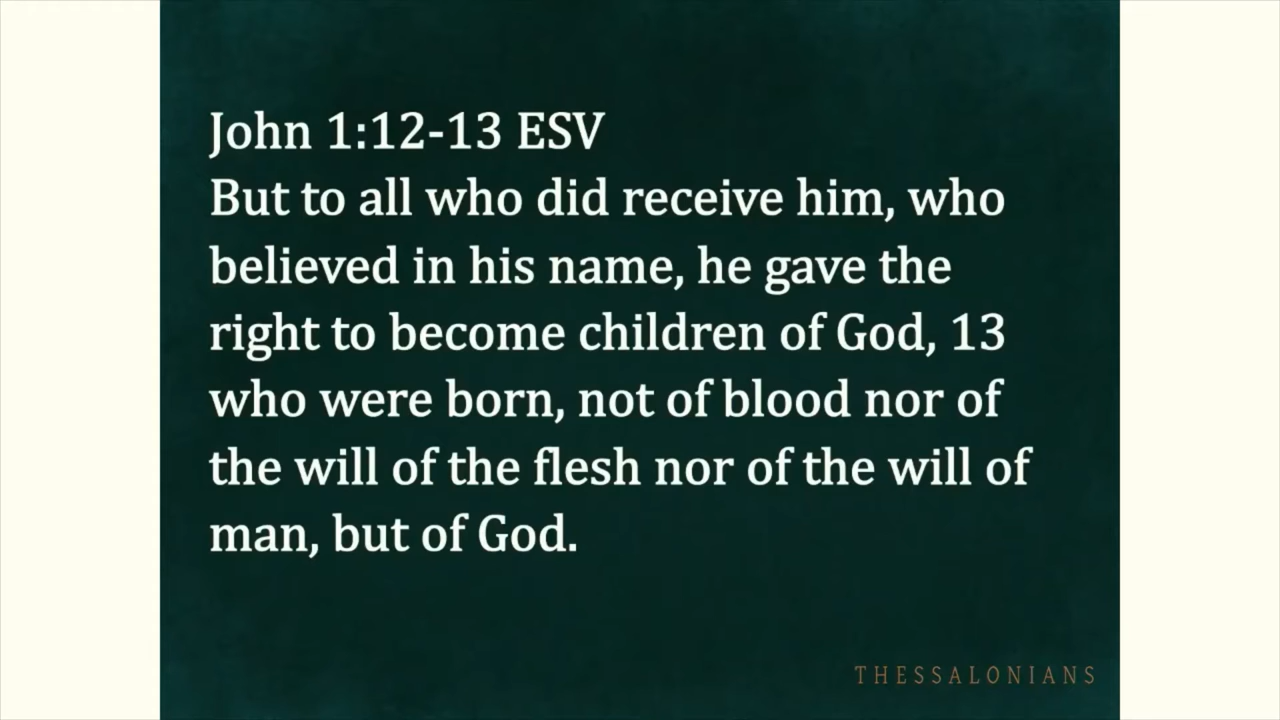 John 1:12-13 ESV
But to all who did receive him, who
believed in his name, he gave the
right to become children of God, 13
who were born, not of blood nor of
the will of the flesh nor of the will of
man, but of God.
THESSALONIANS